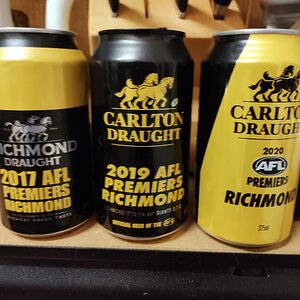 RICHMOND
DRAUGHT
2017 AFL
PREMIERS
RICHMOND
CARLTON
DRAUGHT
2019 AFL
PREMIERS
RICHMOND
OFFICIAL BEER OF THE AFL
CARLTON
DRAUGHT
2020
AFL
PREMIERS
RICHMOND
375ml